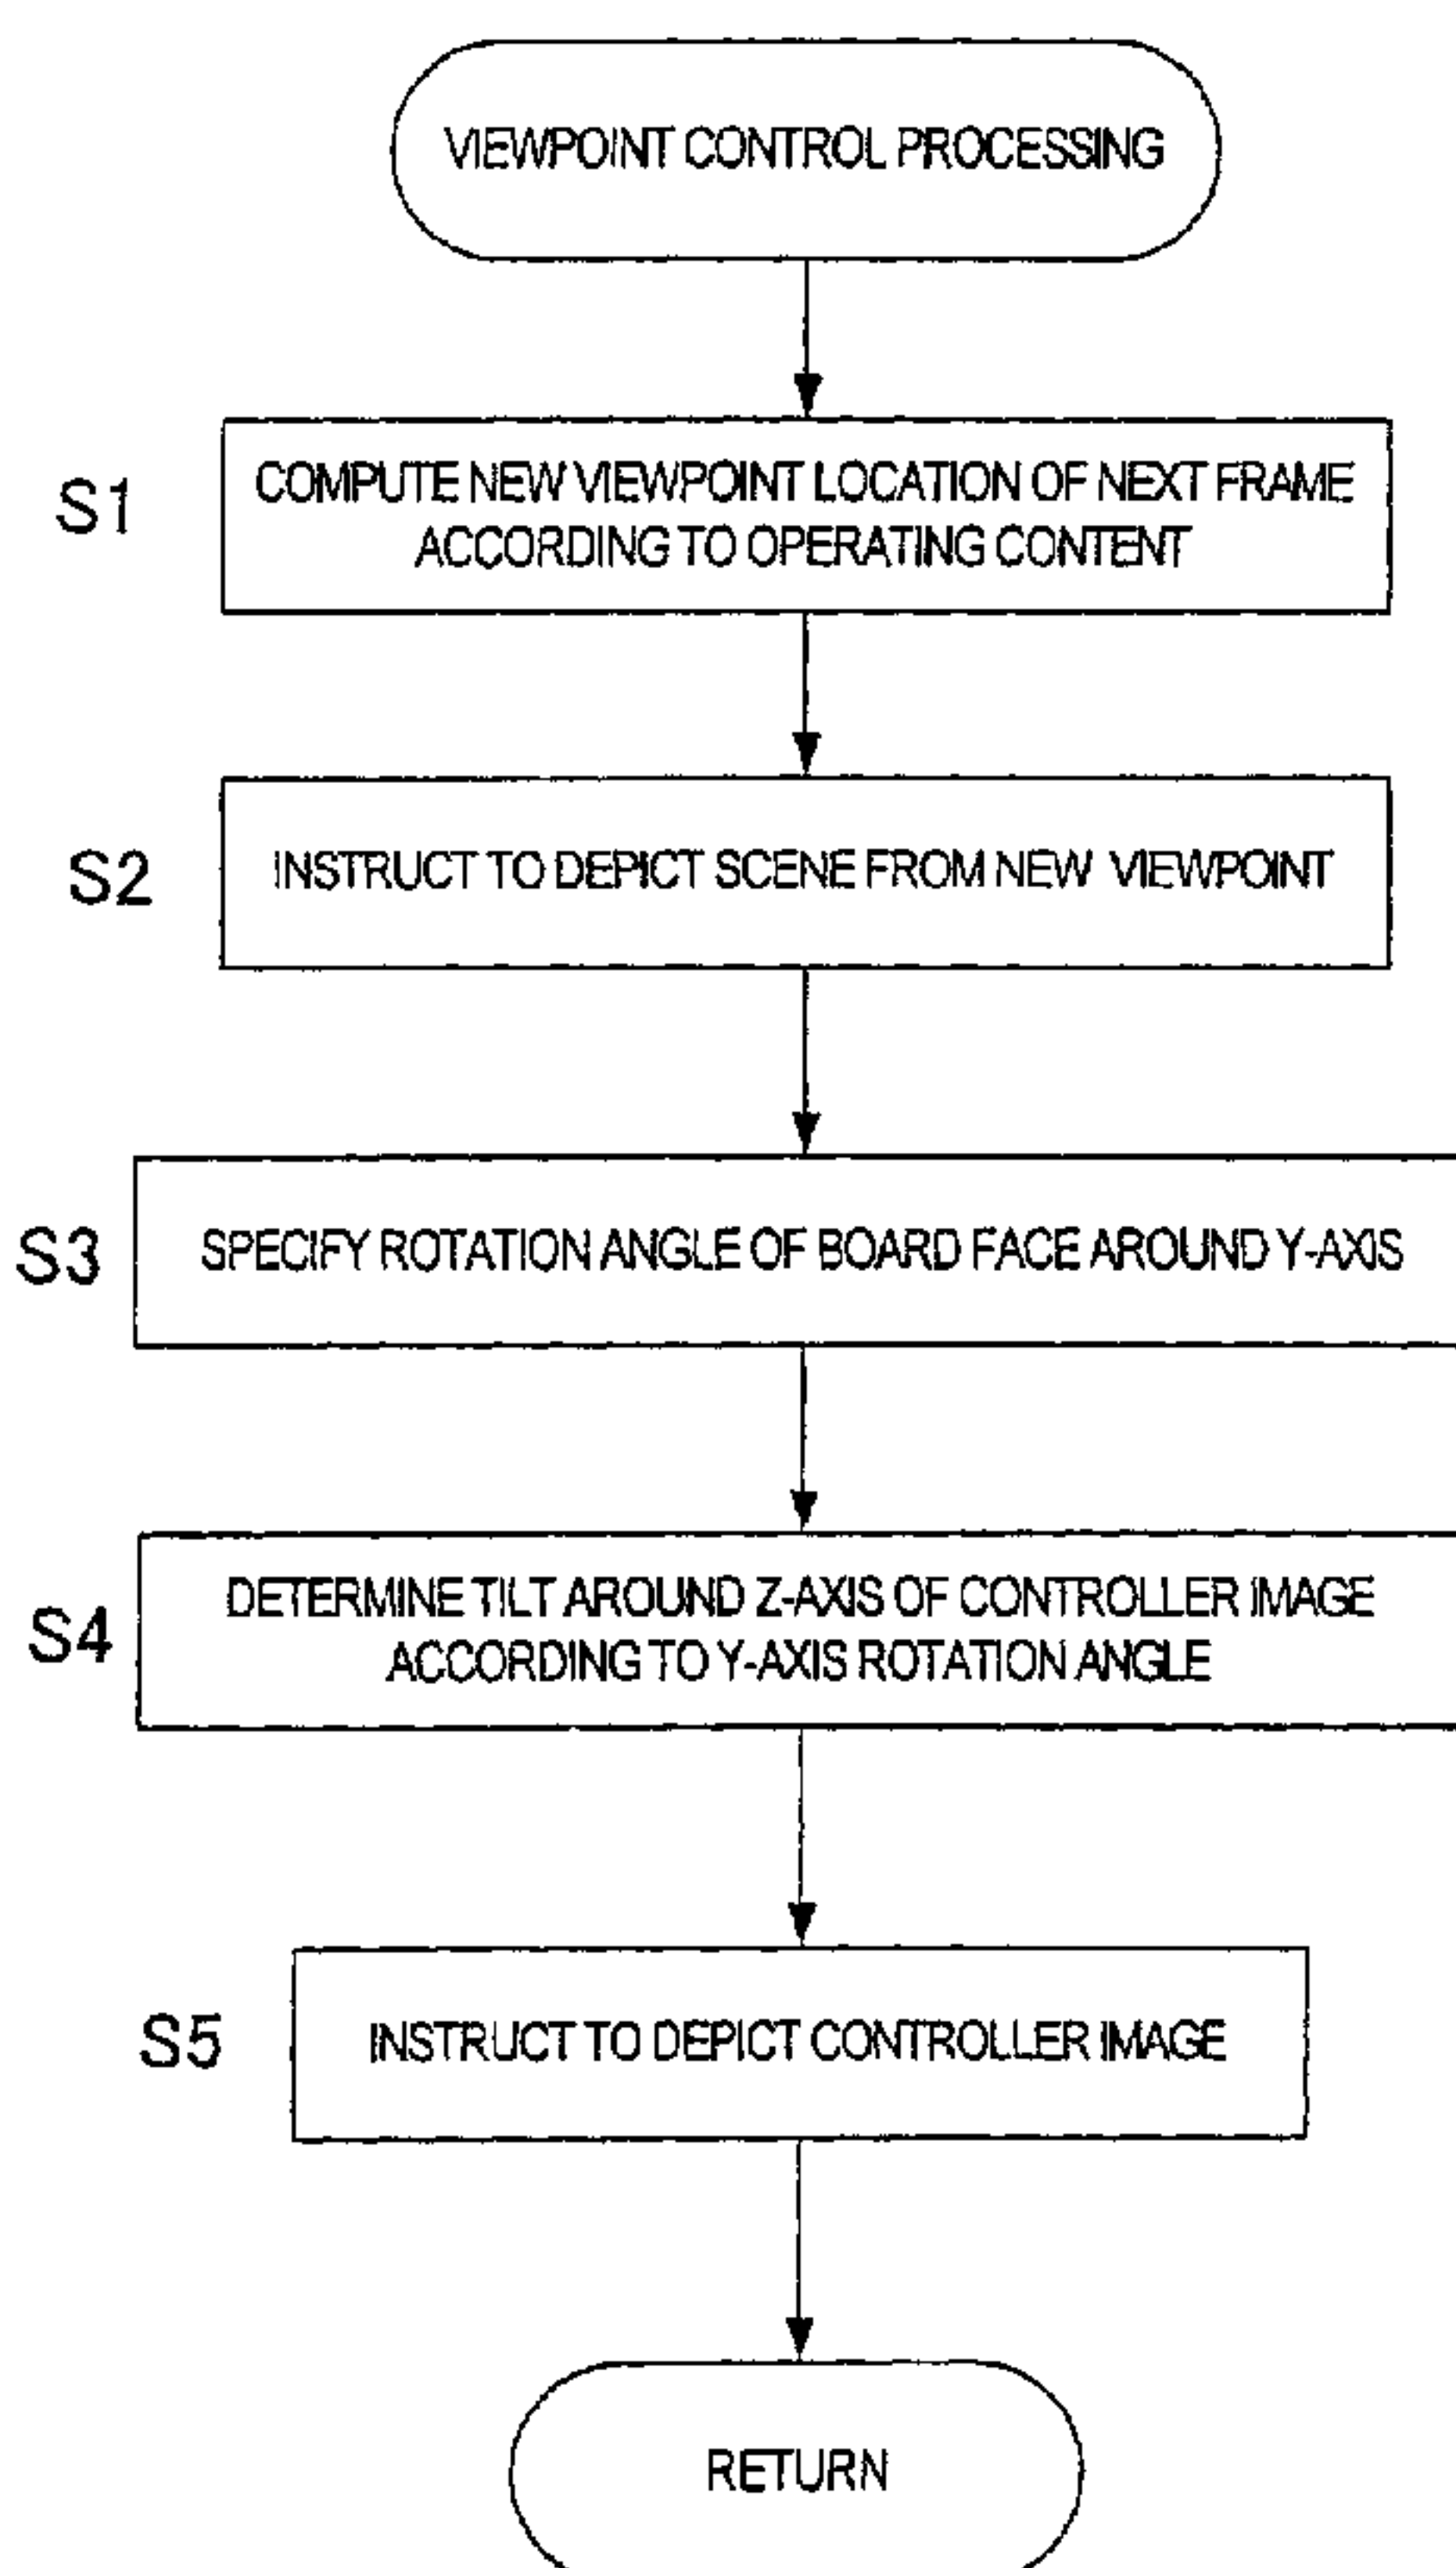 VIEWPOINT CONTROL PROCESSING
S1
COMPUTE NEW VIEWPOINT LOCATION OF NEXT FRAME
ACCORDING TO OPERATING CONTENT
S2
INSTRUCT TO DEPICT SCENE FROM NEW VIEWPOINT
S3
SPECIFY ROTATION ANGLE OF BOARD FACE AROUND Y-AXIS
S4
DETERMINE TILT AROUND Z-AXIS OF CONTROLLER IMAGE
ACCORDING TO Y-AXIS ROTATION ANGLE
S5
INSTRUCT TO DEPICT CONTROLLER IMAGE
RETURN